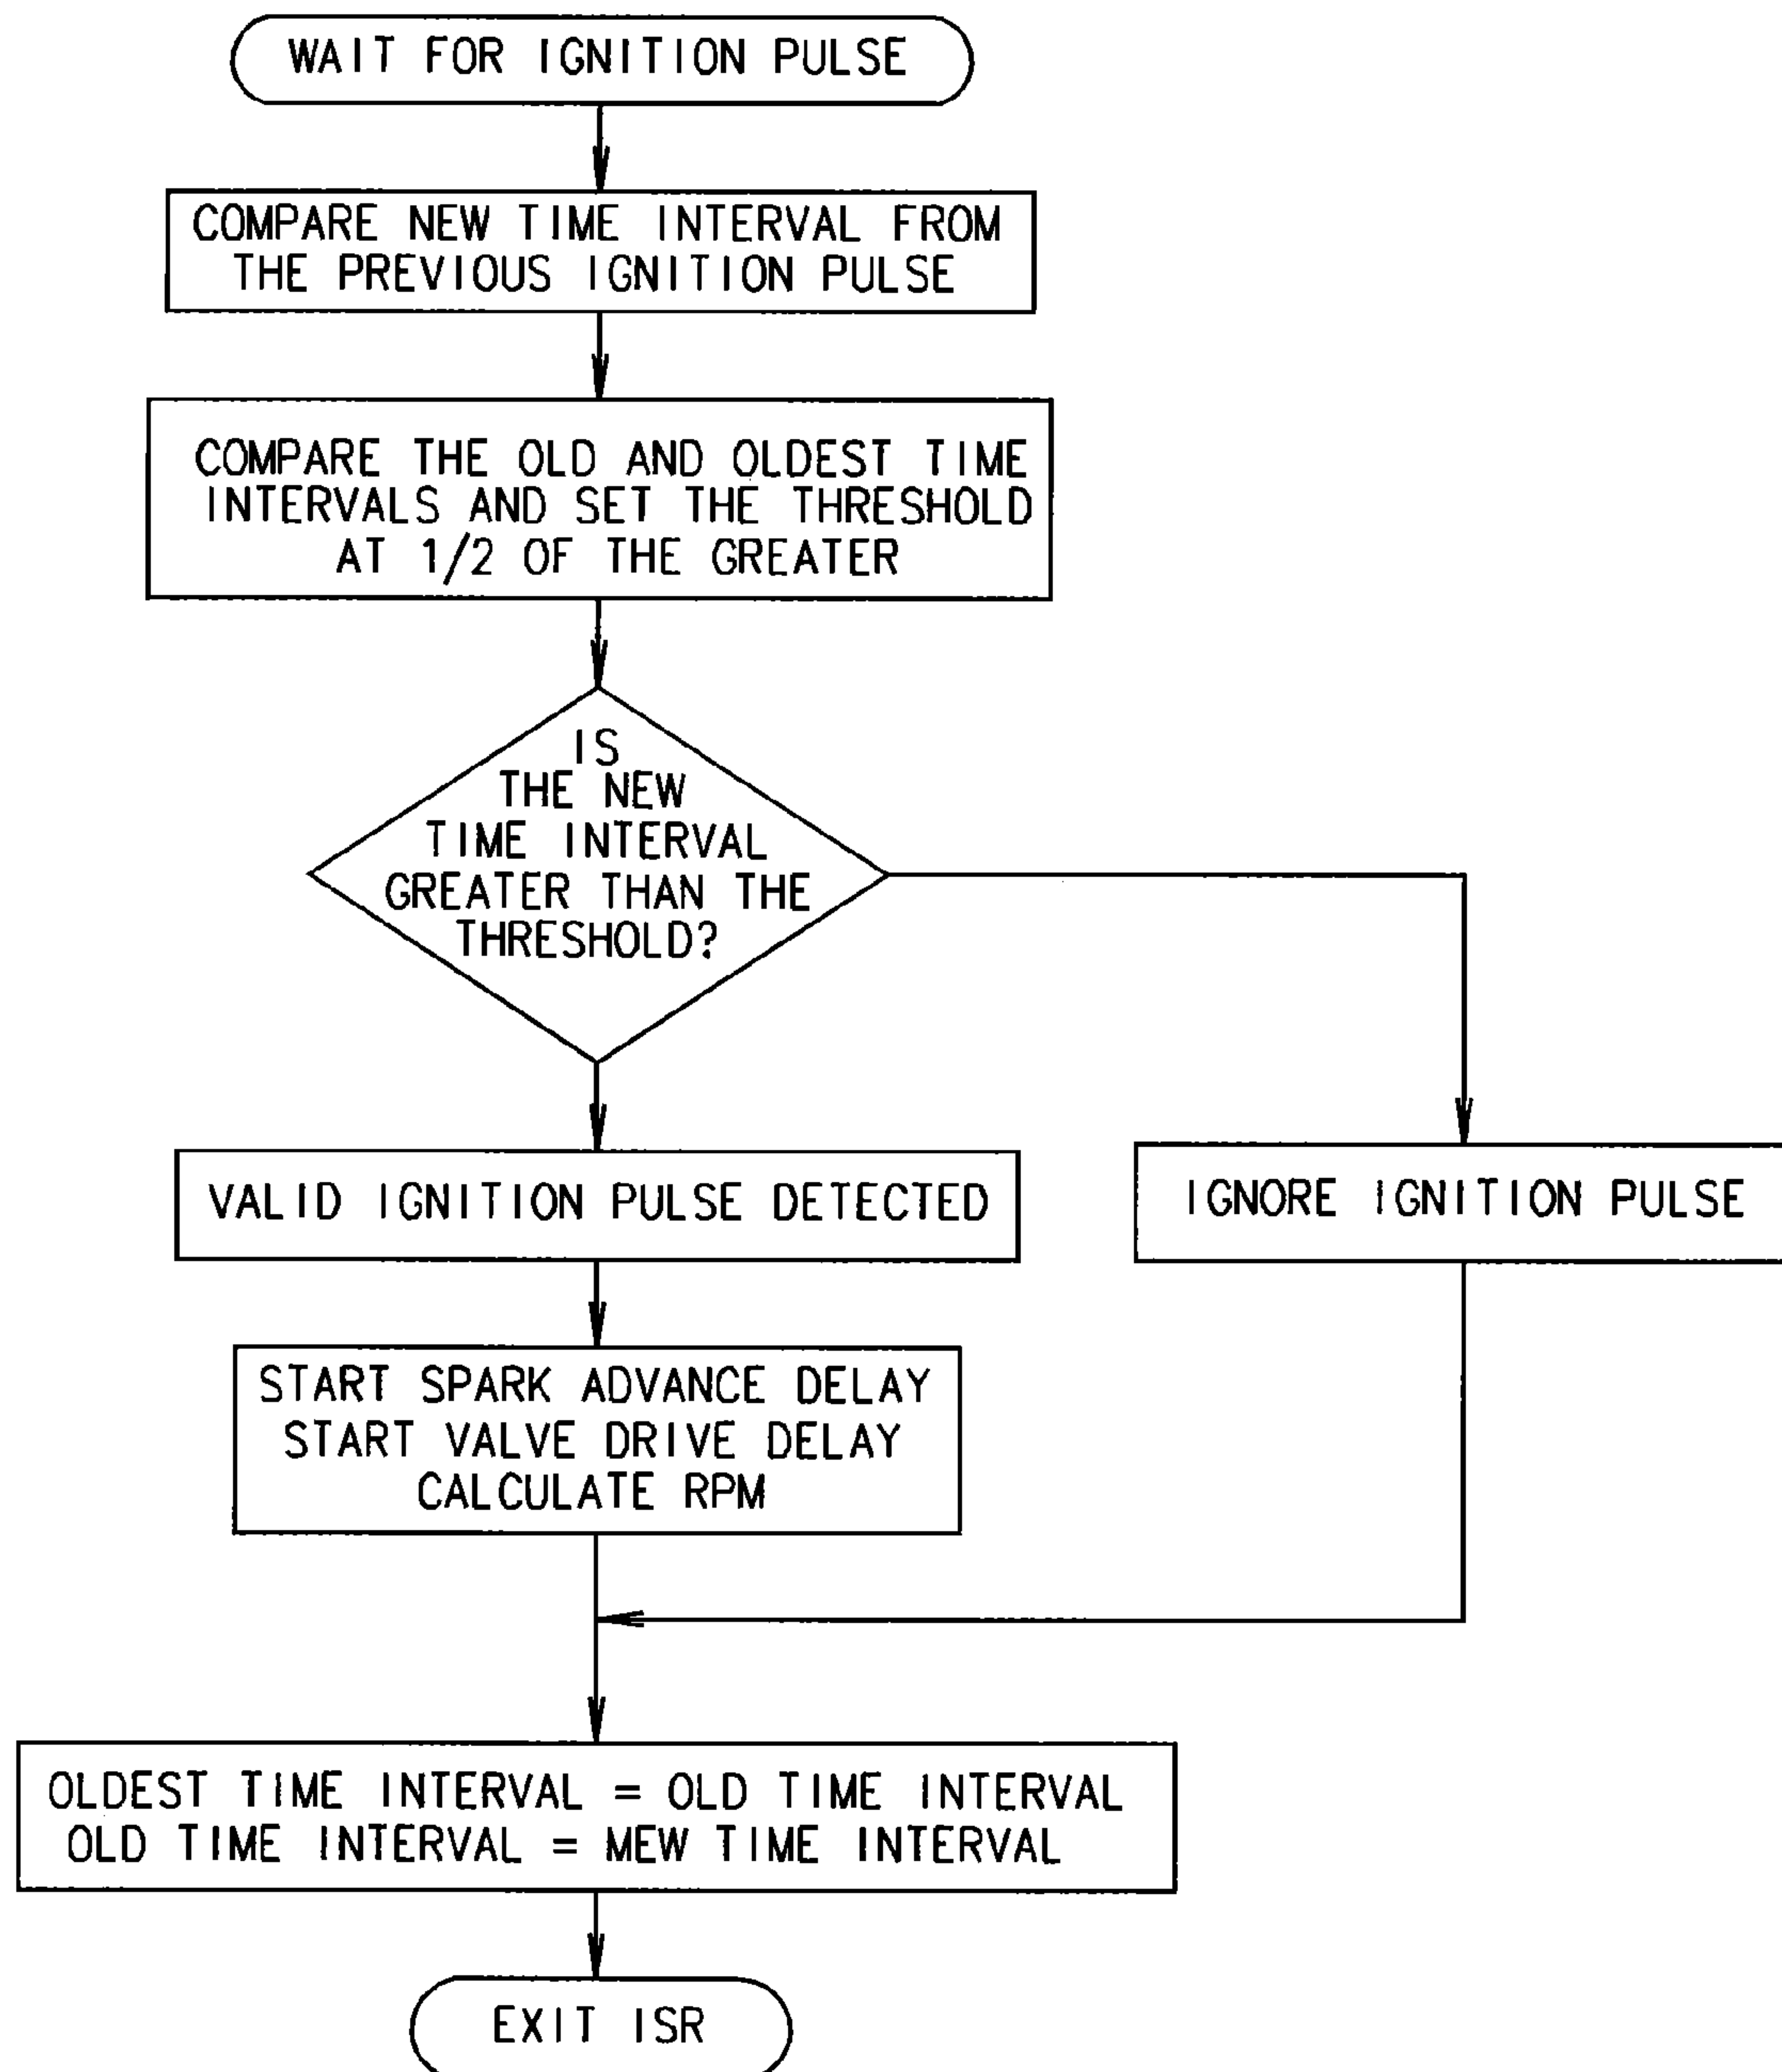 WAIT FOR IGNITION PULSE
COMPARE NEW TIME INTERVAL FROM
THE PREVIOUS IGNITION PULSE
COMPARE THE OLD AND OLDEST TIME
INTERVALS AND SET THE THRESHOLD
AT 1/2 OF THE GREATER
IS
THE NEW
TIME INTERVAL
GREATER THAN THE
THRESHOLD?
VALID IGNITION PULSE DETECTED
IGNORE IGNITION PULSE
START SPARK ADVANCE DELAY
START VALVE DRIVE DELAY
CALCULATE RPM
OLDEST TIME INTERVAL = OLD TIME INTERVAL
OLD TIME INTERVAL = MEW TIME INTERVAL
EXIT ISR